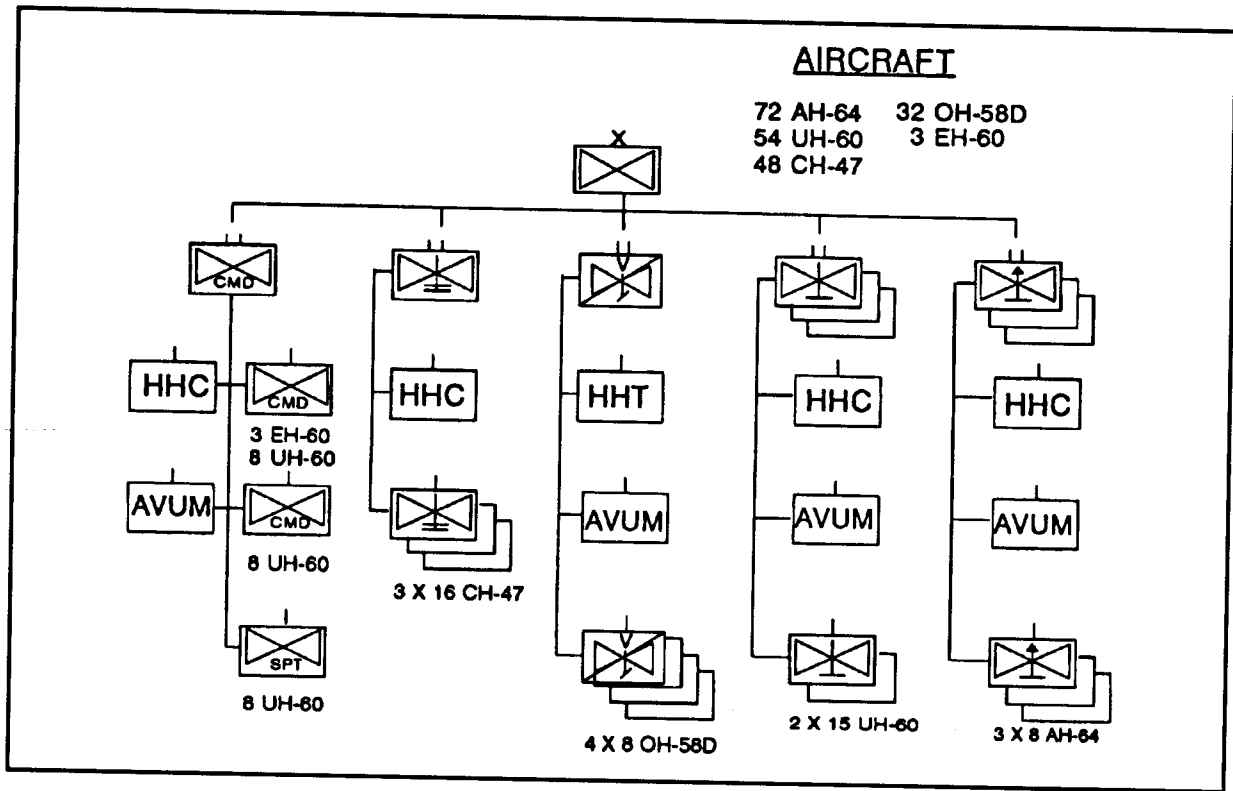 AIRCRAFT
72 AH-64 32 OH-58D
54 UH-60 3 EH-60
48 CH-47
X
CMD
HHC
CMD
3 EH-60
8 UH-60
AVUM
CMD
8 UH-60
SPT
8 UH-60
HHC
3 X 16 CH-47
HHT
AVUM
4 X 8 OH-58D
HHC
AVUM
2 X 15 UH-60
HHC
AVUM
3 X 8 AH-64